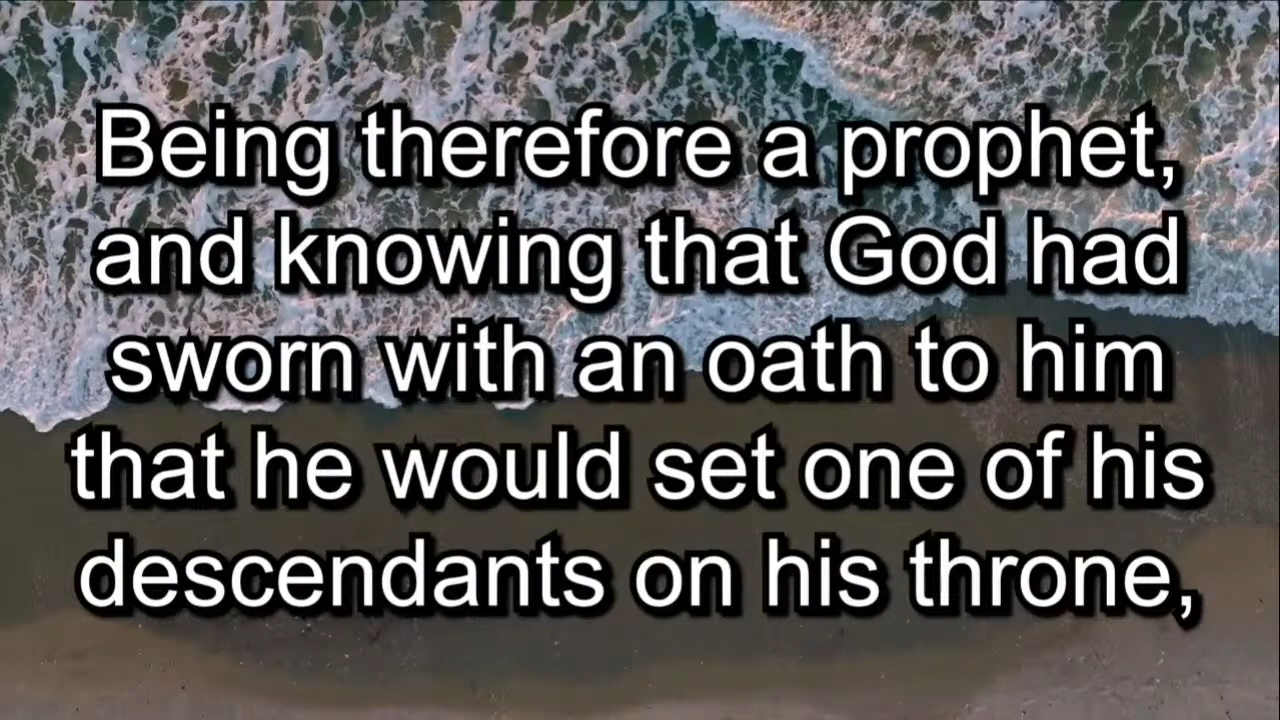 Being therefore a prophet,
and knowing that God had
sworn with an oath to him
that he would set one of his
descendants on his throne,